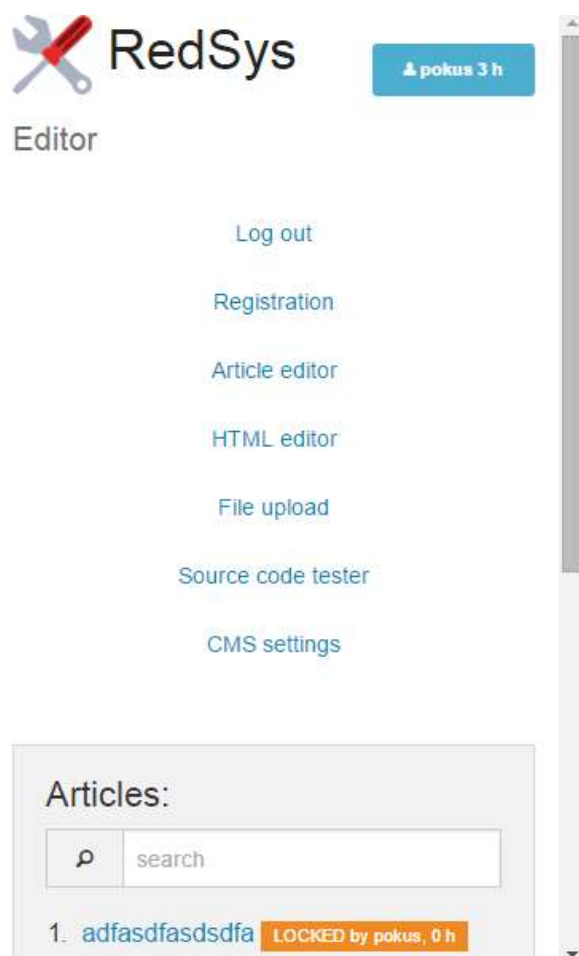 RedSys
pokus 3 h
Editor
Log out
Registration
Article editor
HTML editor
File upload
Source code tester
CMS settings
Articles:
search
1. adfasdfasdsdfa LOCKED by pokus, 0 h